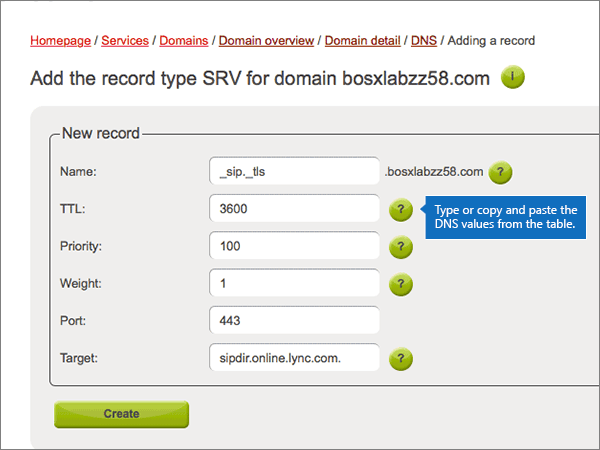 Homepage / Services / Domains / Domain overview / Domain detail / DNS / Adding a record
Add the record type SRV for domain bosxlabzz58.com i
New record
Name: _sip._tls .bosxlabzz58.com ?
TTL: 3600 ? Type or copy and paste the
DNS values from the table.
Priority: 100 ?
Weight: 1 ?
Port: 443
Target: sipdir.online.lync.com. ?
Create